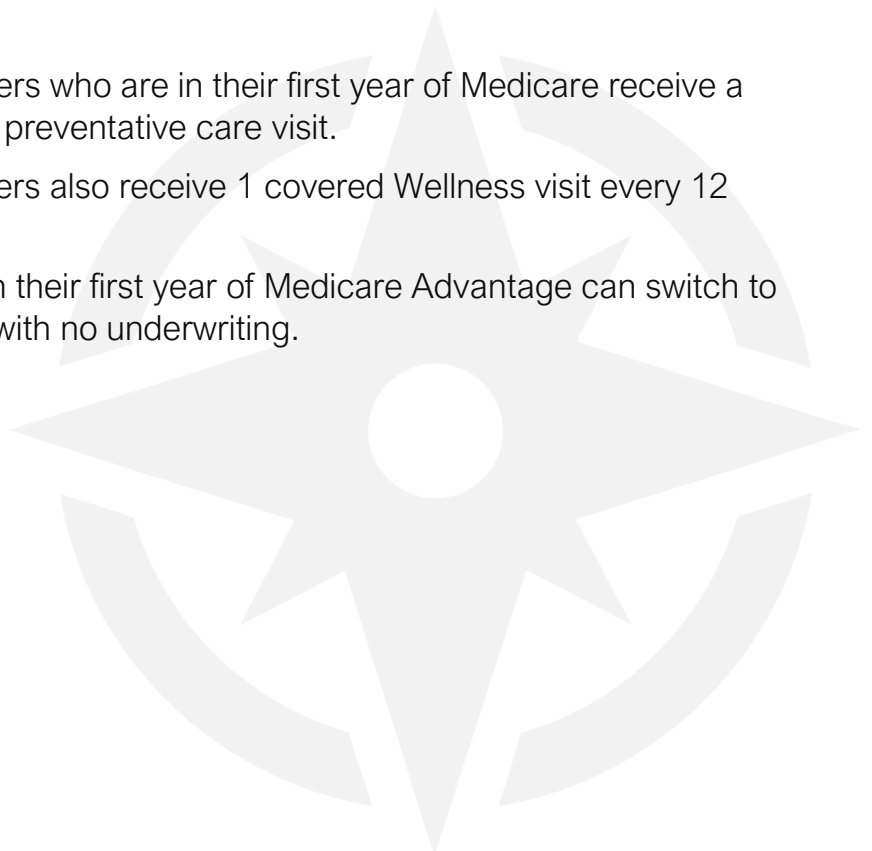 ers who are in their first year of Medicare receive a
preventative care visit.
ers also receive 1 covered Wellness visit every 12
n their first year of Medicare Advantage can switch to
with no underwriting.